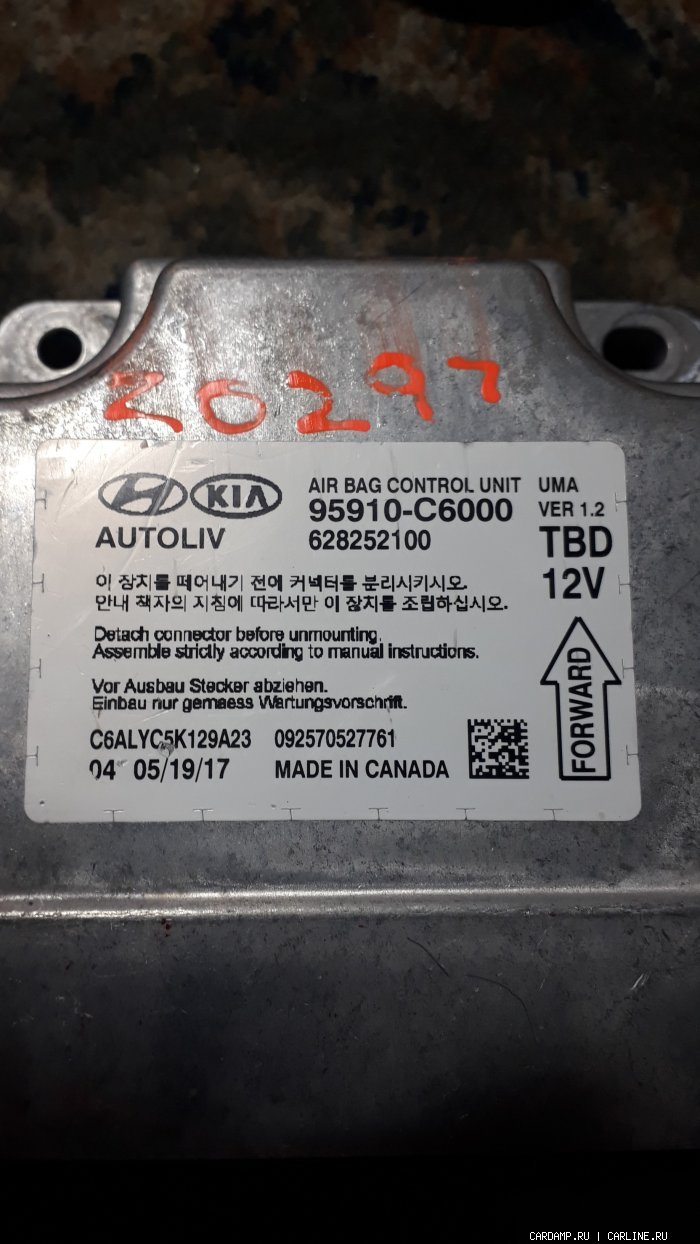 20297
HYUNDAI KIA
AIR BAG CONTROL UNIT UMA
95910-C6000 VER 1.2
AUTOLIV 628252100 TBD
12V
이 장치를 떼어내기 전에 커넥터를 분리시키시오.
안내 책자의 지침에 따라서만 이 장치를 조립하십시오.
Detach connector before unmounting.
Assemble strictly according to manual instructions.
Vor Ausbau Stecker abziehen.
Einbau nur gemaess Wartungsvorschrift.
FORWARD
C6ALYC5K129A23 092570527761
04 05/19/17 MADE IN CANADA
CARDAMP.RU | CARLINE.RU